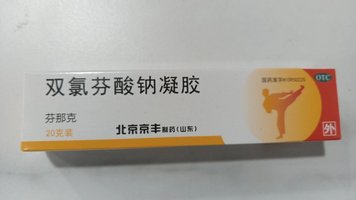 双氯芬酸钠凝胶
OTC
芬那克
20克装
北京京丰制药(山东)
外